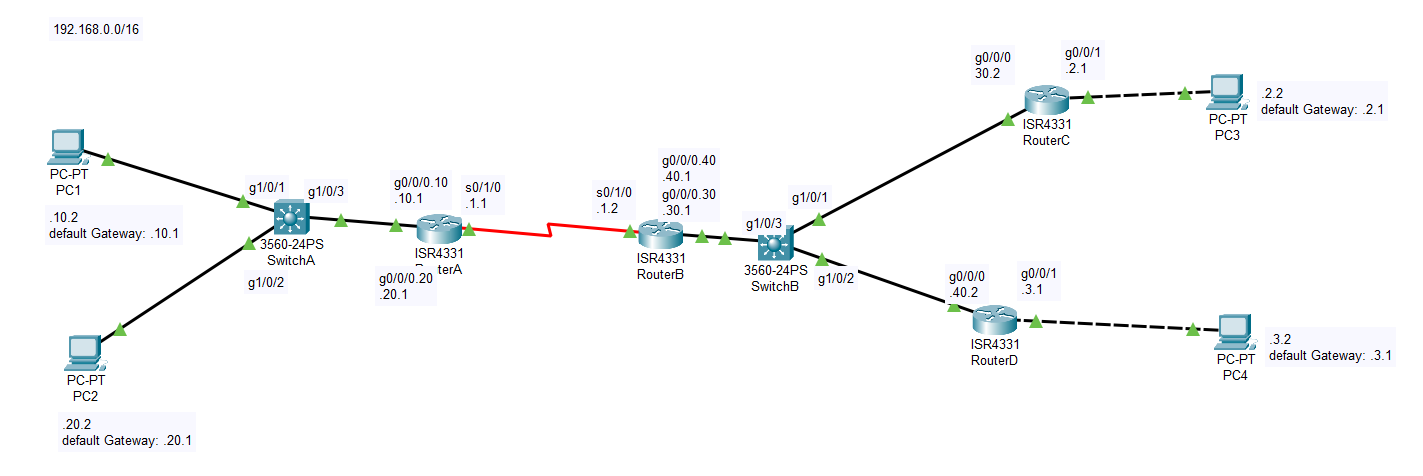 192.168.0.0/16
PC-PT
PC1
.10.2
default Gateway: .10.1
g1/0/1
g1/0/3
3560-24PS
SwitchA
g1/0/2
PC-PT
PC2
.20.2
default Gateway: .20.1
g0/0/0.10
.10.1
s0/1/0
.1.1
ISR4331
g0/0/0.20
.20.1
s0/1/0
.1.2
g0/0/0.40
.40.1
g0/0/0.30
.30.1
ISR4331
RouterB
g1/0/3
g1/0/1
3560-24PS
SwitchB
g1/0/2
g0/0/0
30.2
g0/0/1
.2.1
ISR4331
RouterC
PC-PT
PC3
.2.2
default Gateway: .2.1
g0/0/0
.40.2
g0/0/1
.3.1
ISR4331
RouterD
PC-PT
PC4
.3.2
default Gateway: .3.1